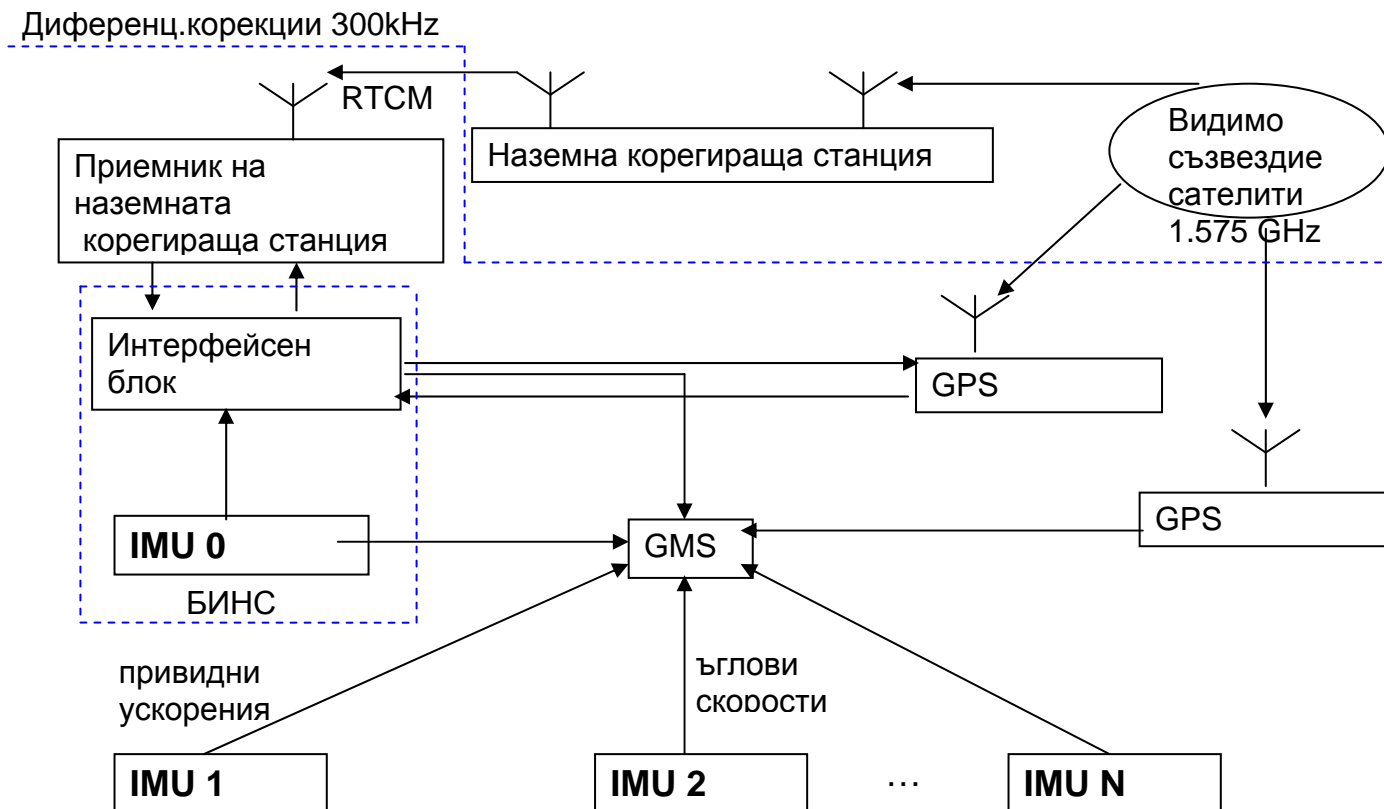 Диференц.корекции 300kHz
RTCM
Наземна корегираща станция
Видимо
съзвездие
сателити
1.575 GHz
Приемник на
наземната
корегираща станция
Интерфейсен
блок
GPS
GPS
IMU 0
GMS
БИНС
привидни
ускорения
ъглови
скорости
IMU 1
IMU 2
...
IMU N